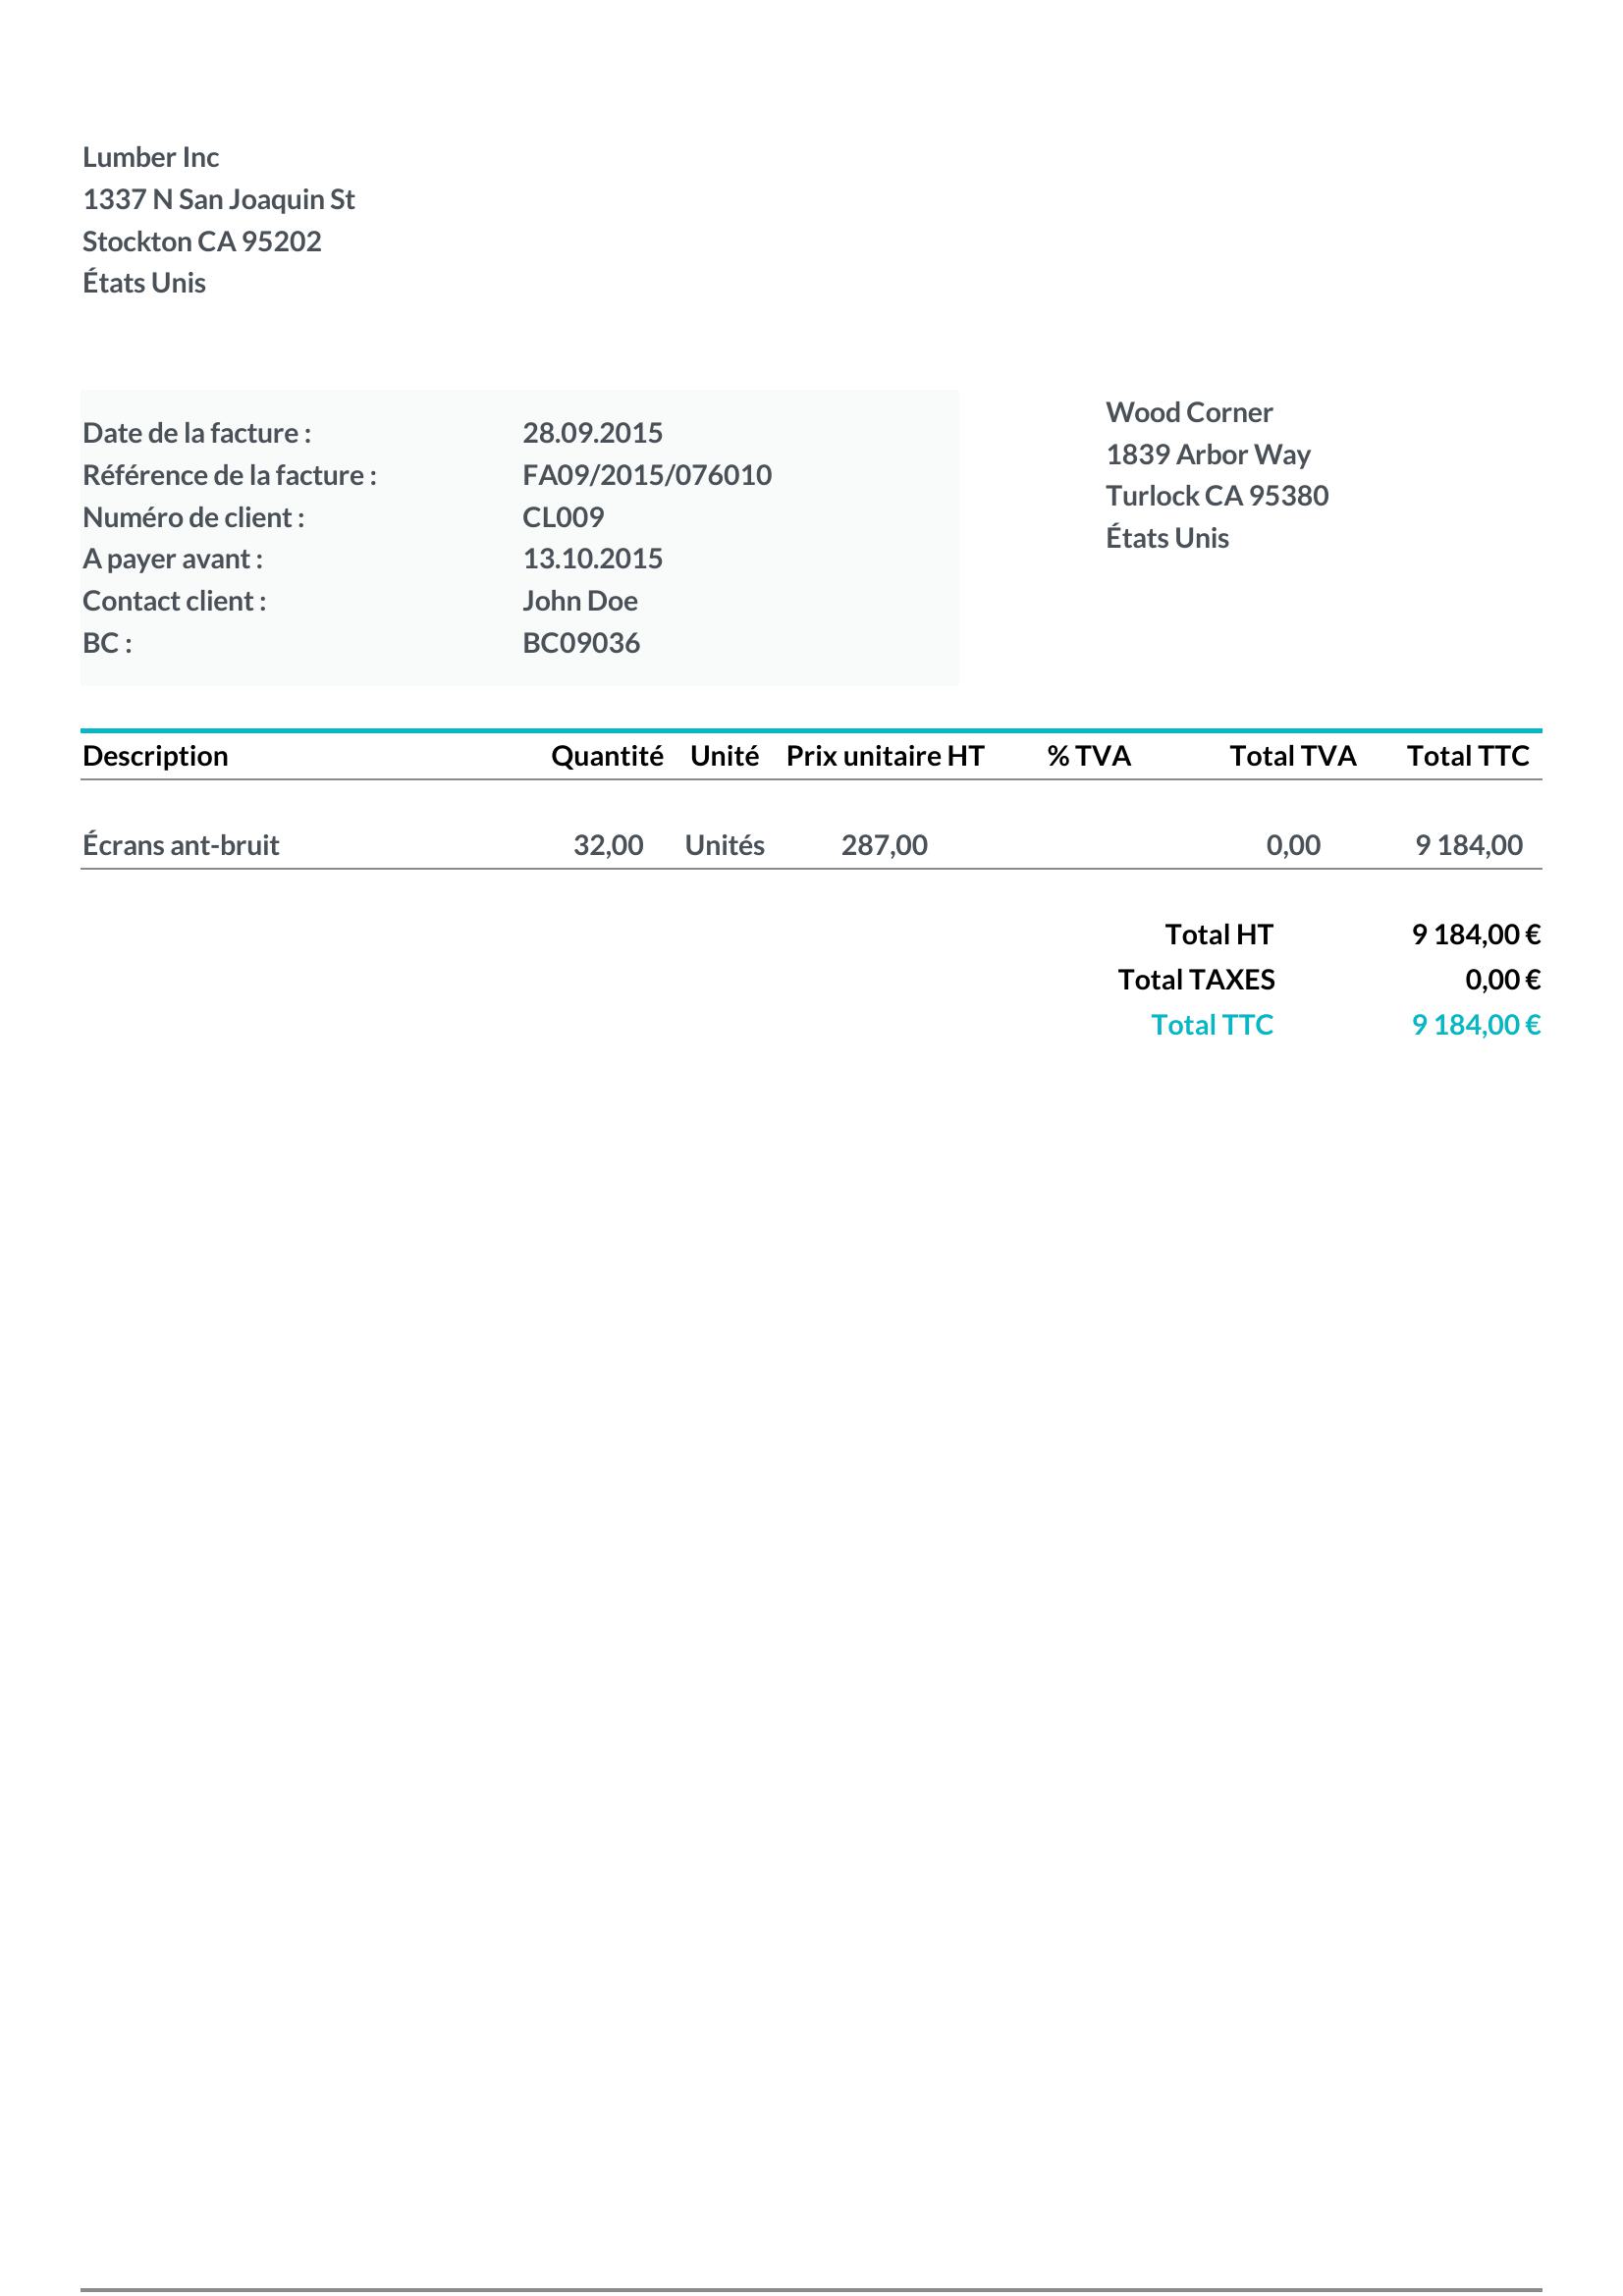 Lumber Inc
1337 N San Joaquin St
Stockton CA 95202
États Unis
Date de la facture : 28.09.2015
Référence de la facture : FA09/2015/076010
Numéro de client : CL009
A payer avant : 13.10.2015
Contact client : John Doe
BC : BC09036
Wood Corner
1839 Arbor Way
Turlock CA 95380
États Unis
Description Quantité Unité Prix unitaire HT % TVA Total TVA Total TTC
Écrans ant-bruit 32,00 Unités 287,00 0,00 9 184,00
Total HT 9 184,00 €
Total TAXES 0,00 €
Total TTC 9 184,00 €